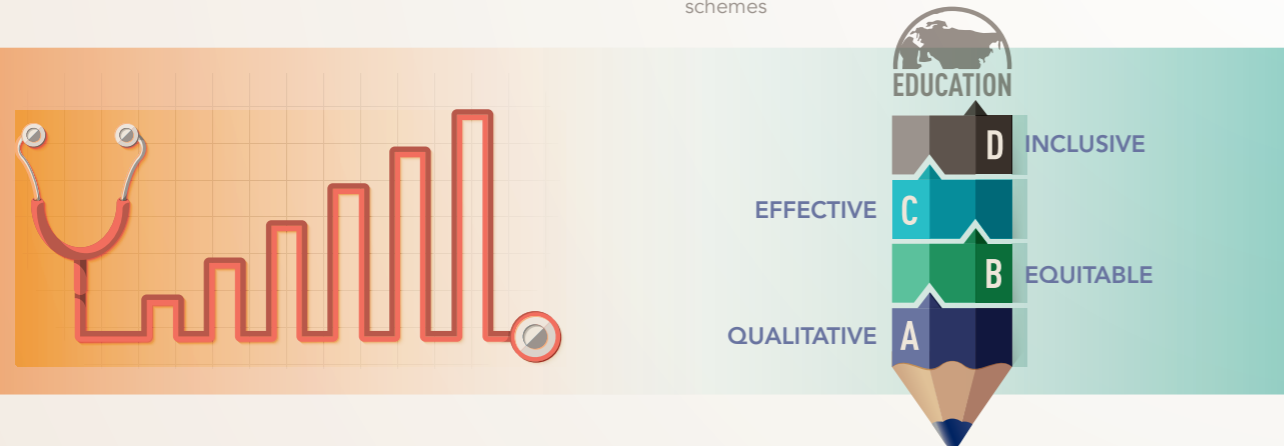 schemes
EDUCATION
D INCLUSIVE
EFFECTIVE C
B EQUITABLE
QUALITATIVE A